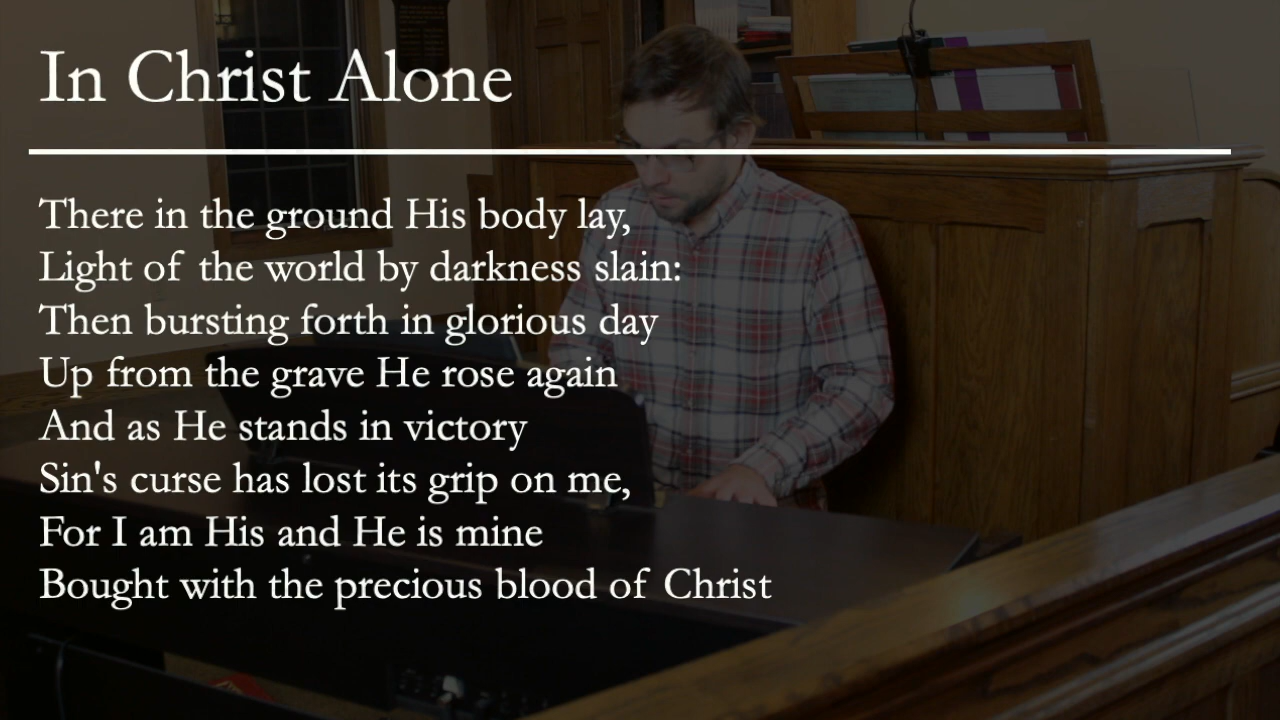 In Christ Alone
There in the ground His body lay,
Light of the world by darkness slain:
Then bursting forth in glorious day
Up from the grave He rose again
And as He stands in victory
Sin's curse has lost its grip on me,
For I am His and He is mine
Bought with the precious blood of Christ